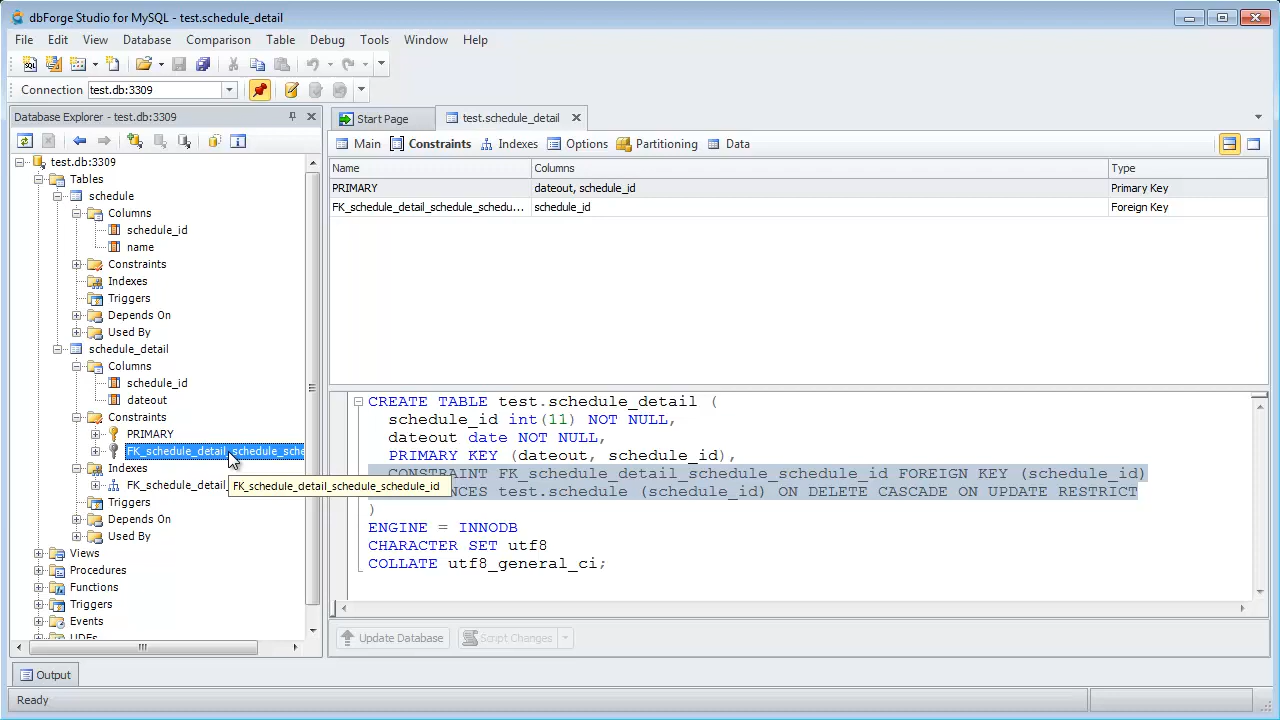 dbForge Studio for MySQL - test.schedule_detail
File Edit View Database Comparison Table Debug Tools Window Help
Connection test.db:3309
Database Explorer - test.db:3309
test.db:3309
Tables
schedule
Columns
schedule_id
name
Constraints
Indexes
Triggers
Depends On
Used By
schedule_detail
Columns
schedule_id
dateout
Constraints
PRIMARY
FK_schedule_detail_schedule_sche
Indexes
FK_schedule_detail
FK_schedule_detail_schedule_schedule_id
Triggers
Depends On
Used By
Views
Procedures
Functions
Triggers
Events
UDFs
Start Page test.schedule_detail
Main Constraints Indexes Options Partitioning Data
Name Columns Type
PRIMARY dateout, schedule_id Primary Key
FK_schedule_detail_schedule_schedu... schedule_id Foreign Key
CREATE TABLE test.schedule_detail (
schedule_id int(11) NOT NULL,
dateout date NOT NULL,
PRIMARY KEY (dateout, schedule_id),
CONSTRAINT FK_schedule_detail_schedule_schedule_id FOREIGN KEY (schedule_id)
NCES test.schedule (schedule_id) ON DELETE CASCADE ON UPDATE RESTRICT
)
ENGINE = INNODB
CHARACTER SET utf8
COLLATE utf8_general_ci;
Update Database Script Changes
Output
Ready